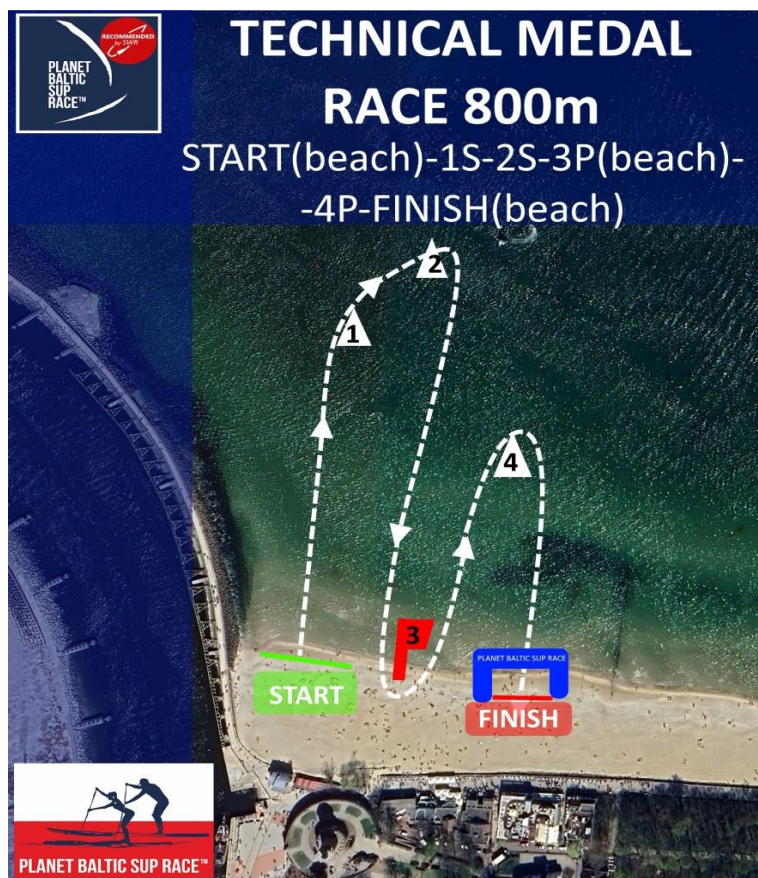 RECOMMENDED
by SWR
PLANET
BALTIC
SUP
RACE™
TECHNICAL MEDAL
RACE 800m
START(beach)-1S-2S-3P(beach)-
-4P-FINISH(beach)
2
1
4
3
PLANET BALTIC SUP RACE
START
FINISH
PLANET BALTIC SUP RACE™